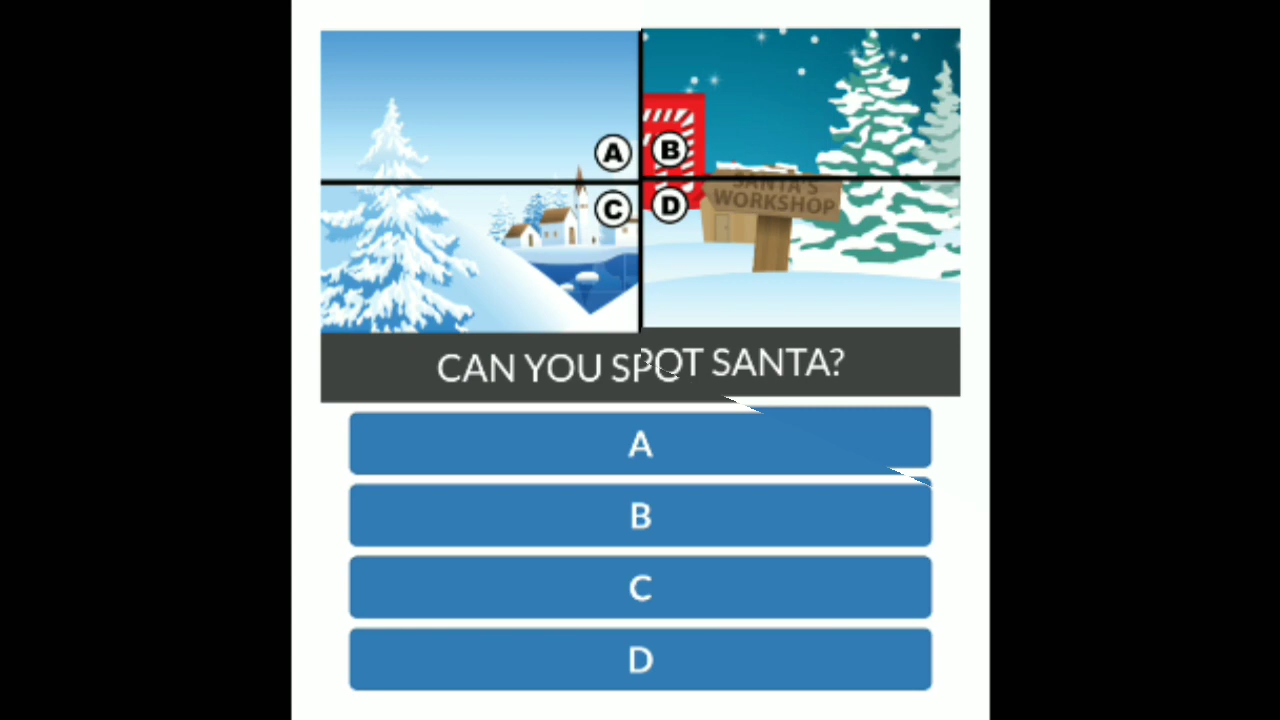 A B
C D
SANTA'S
WORKSHOP
CAN YOU SPOT SANTA?
A
B
C
D